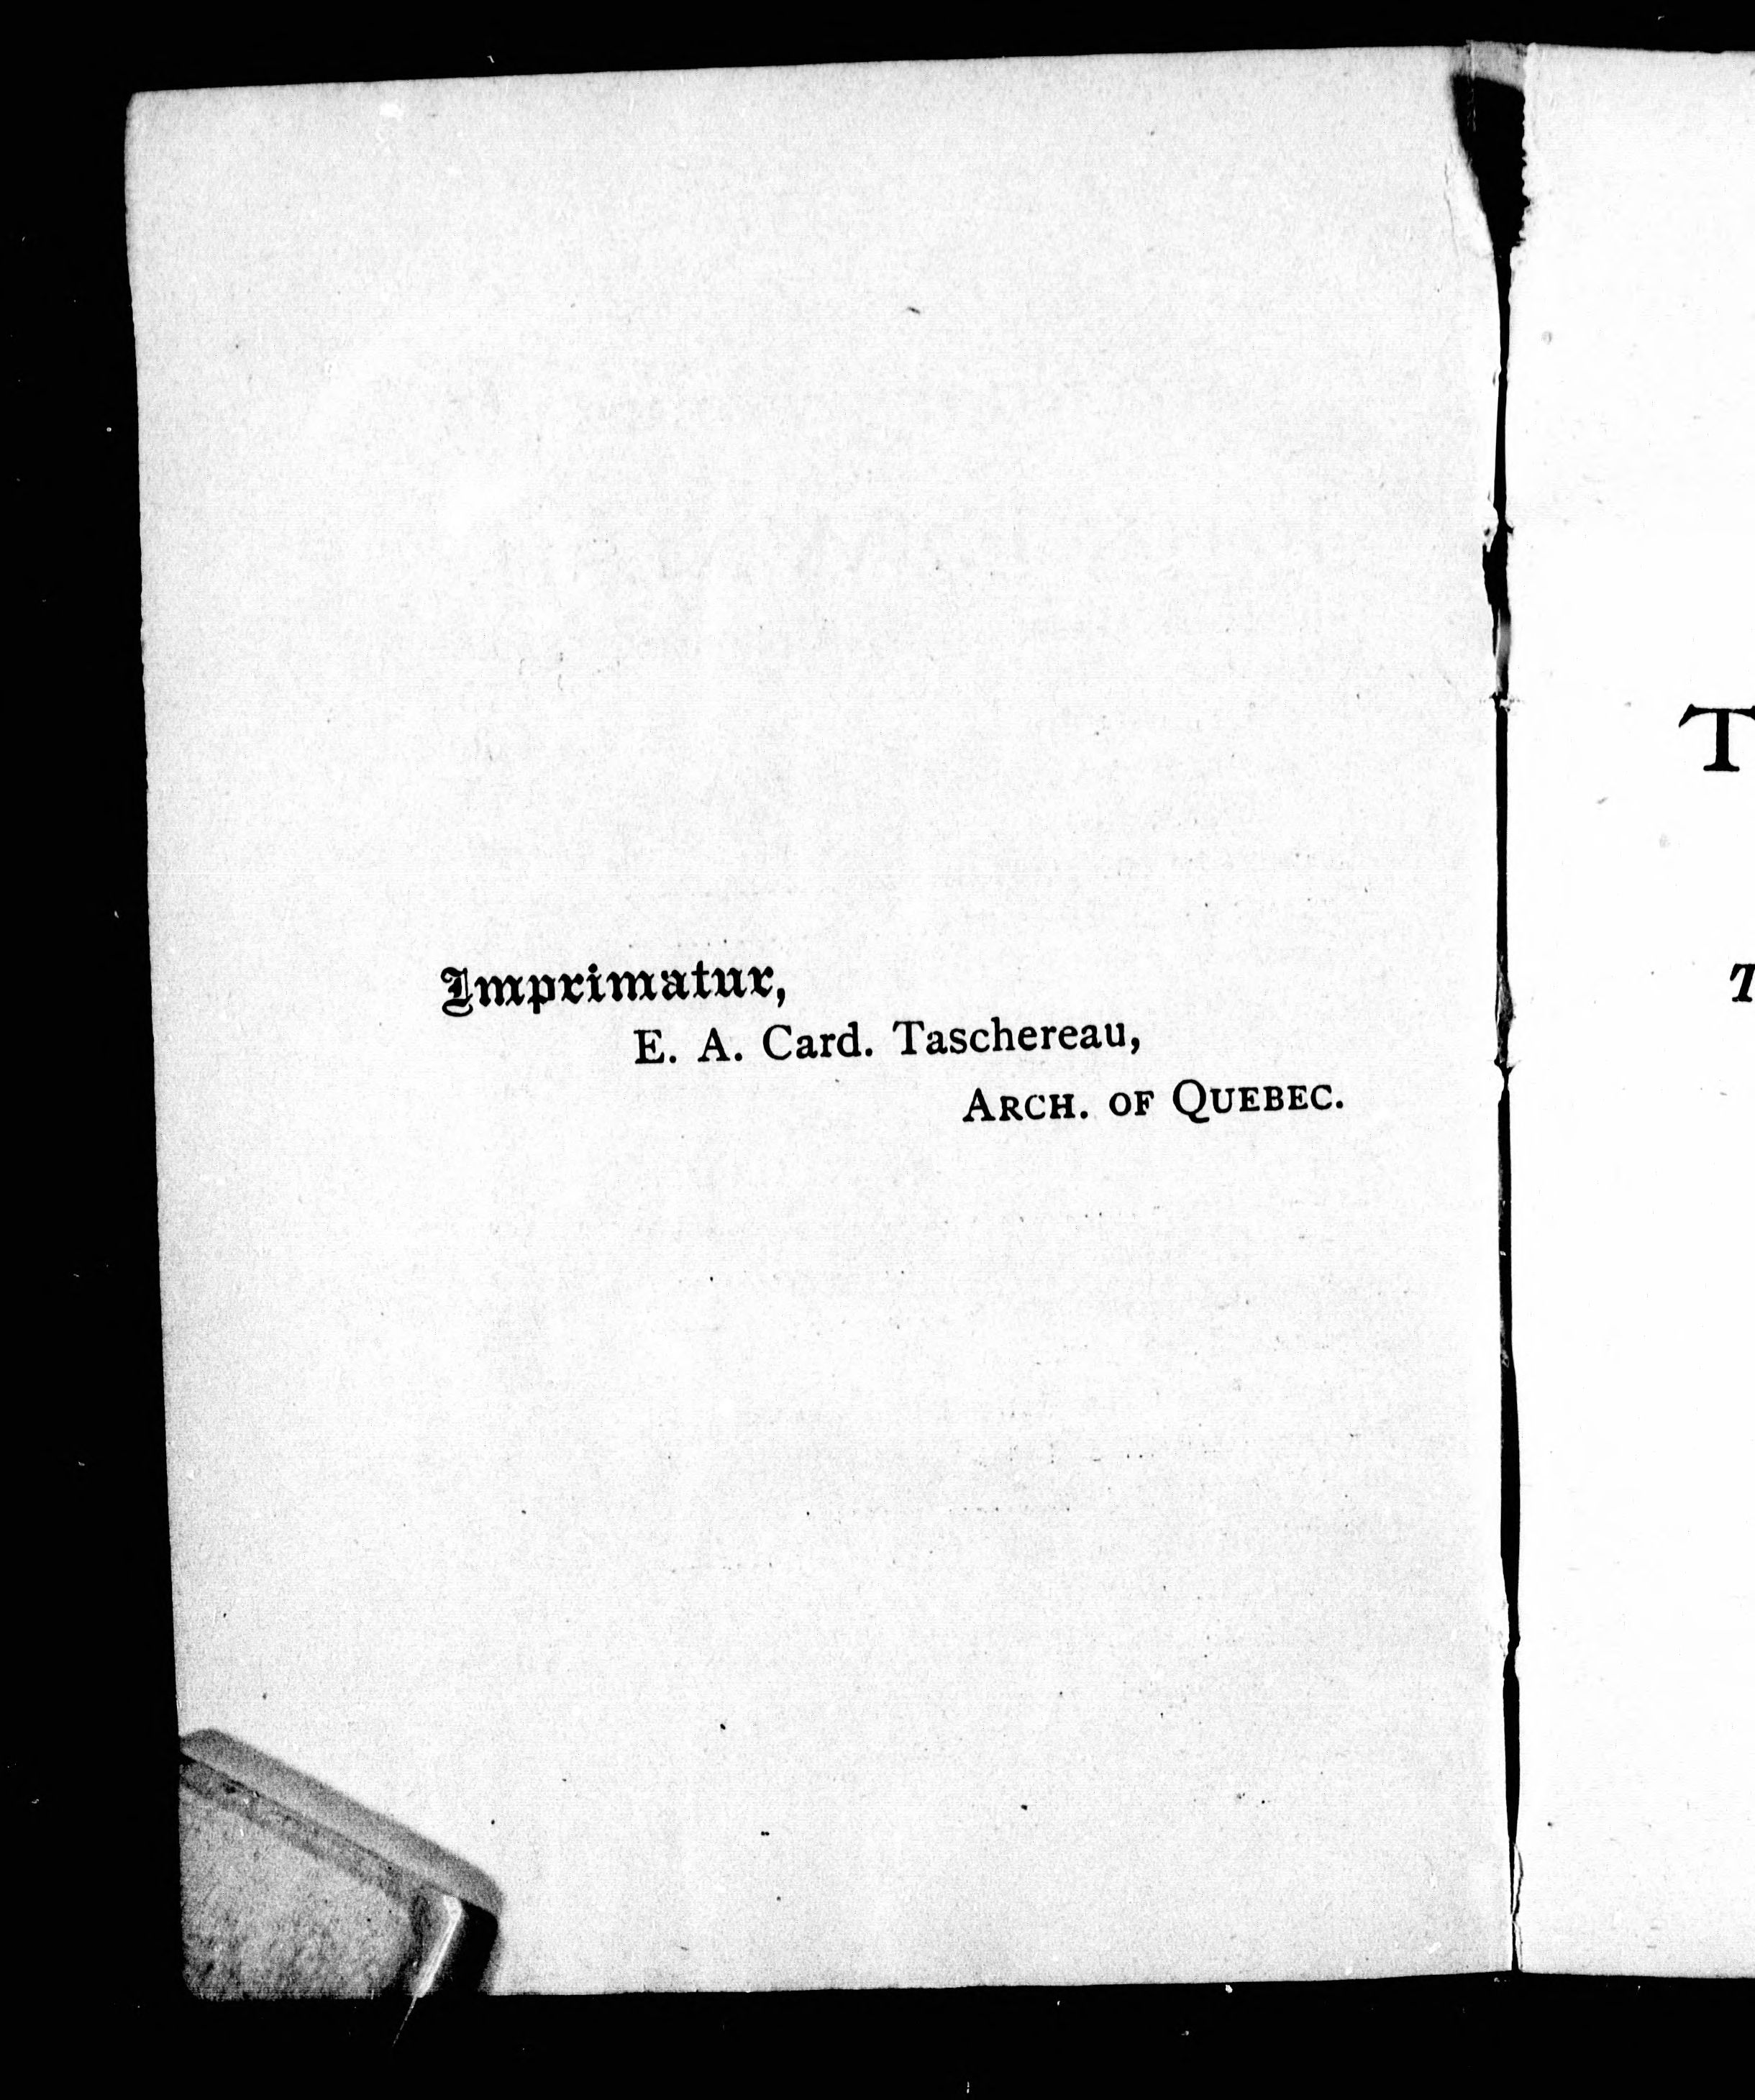 Imprimatur,
E. A. Card. Taschereau,
ARCH. OF QUEBEC.
T
T